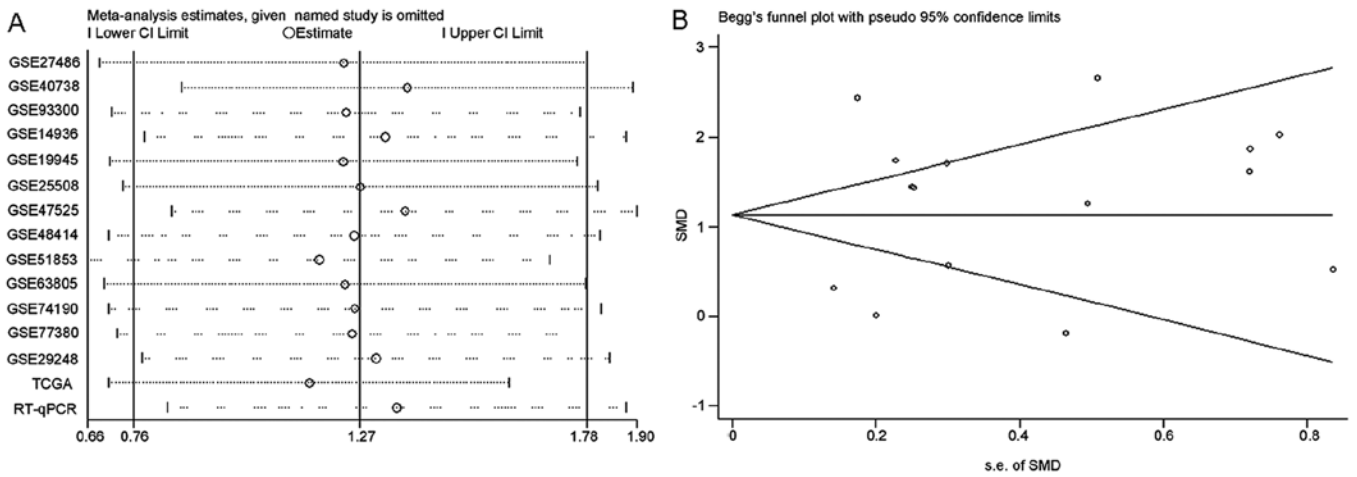 A
Meta-analysis estimates, given named study is omitted
Lower CI Limit Estimate Upper CI Limit
GSE27486
GSE40738
GSE93300
GSE14936
GSE19945
GSE25508
GSE47525
GSE48414
GSE51853
GSE63805
GSE74190
GSE77380
GSE29248
TCGA
RT-qPCR
0.66 0.76 1.27 1.78 1.90
B
Begg's funnel plot with pseudo 95% confidence limits
3
2
1
0
-1
SMD
0 0.2 0.4 0.6 0.8
s.e. of SMD